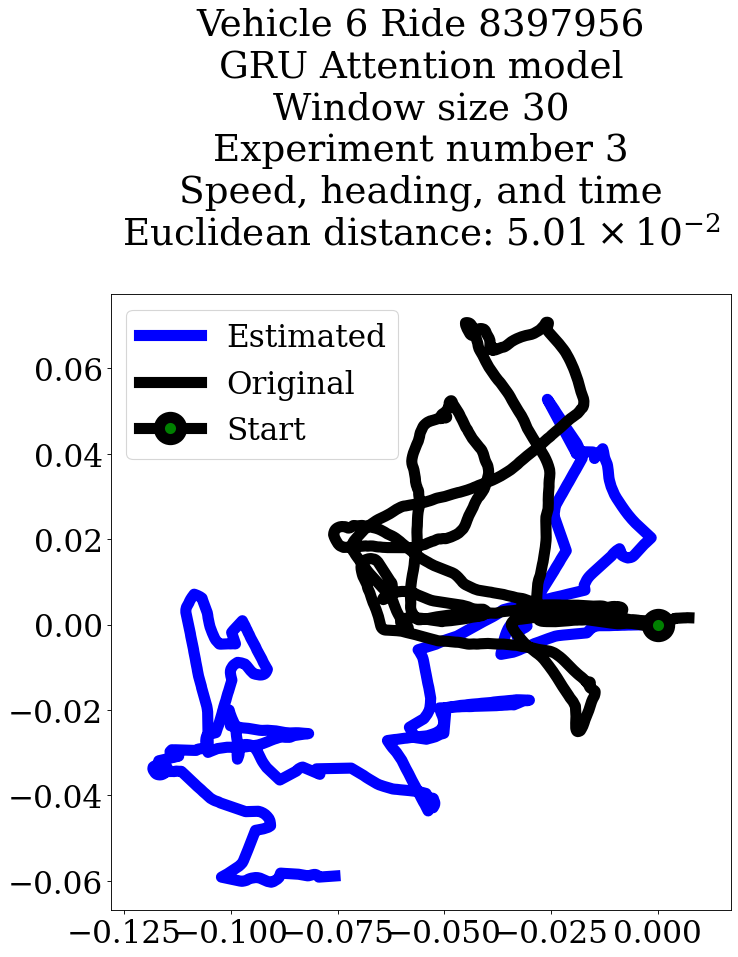 Vehicle 6 Ride 8397956
GRU Attention model
Window size 30
Experiment number 3
Speed, heading, and time
Euclidean distance: 5.01 × 10⁻²
Estimated
Original
Start
0.06
0.04
0.02
0.00
−0.02
−0.04
−0.06
−0.125 −0.100 −0.075 −0.050 −0.025 0.000